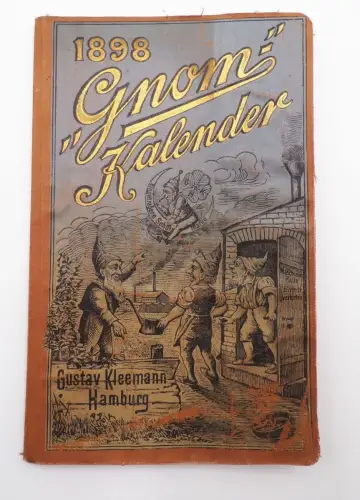 1898
"Gnom="
Kalender
Gustav Kleemann
Hamburg